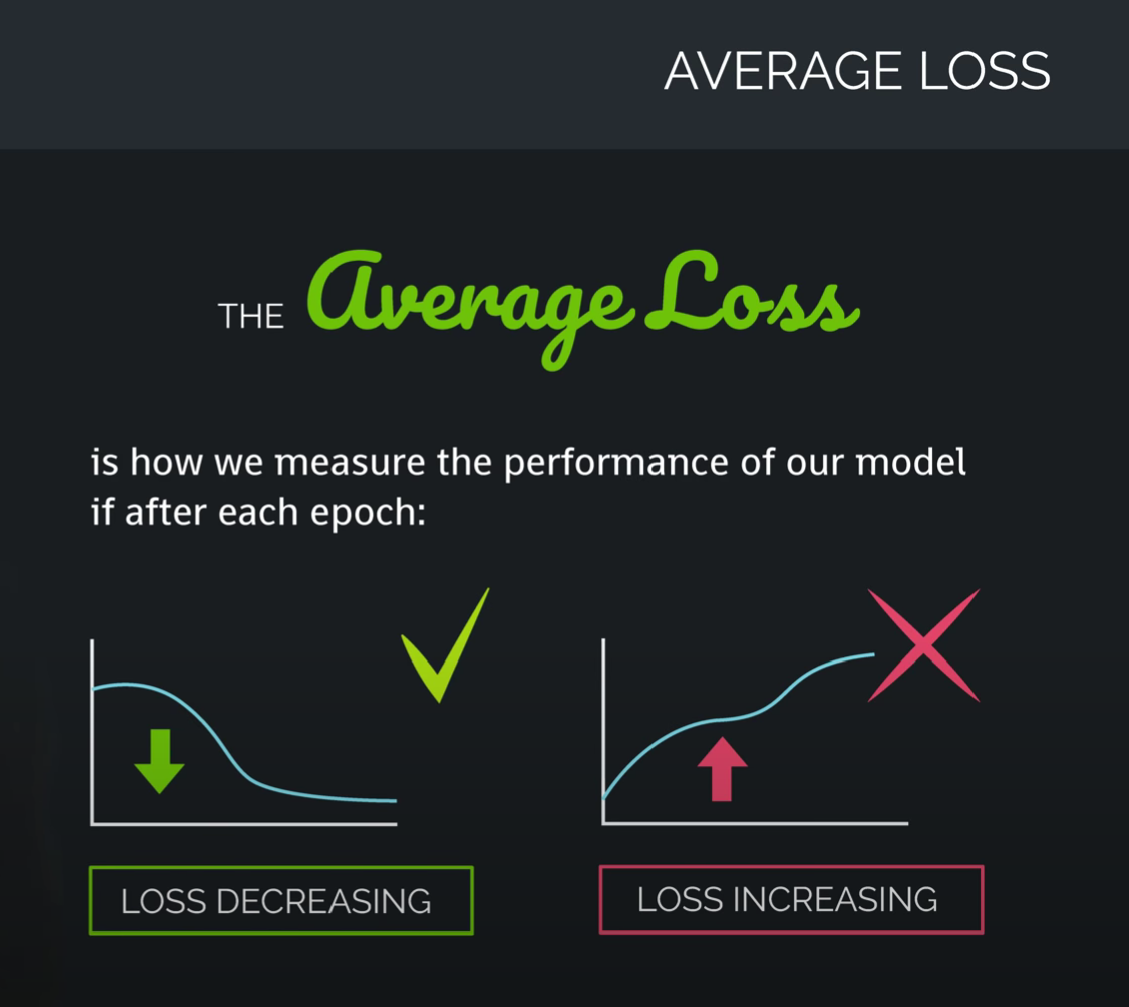 AVERAGE LOSS
THE Average Loss
is how we measure the performance of our model
if after each epoch:
LOSS DECREASING
LOSS INCREASING